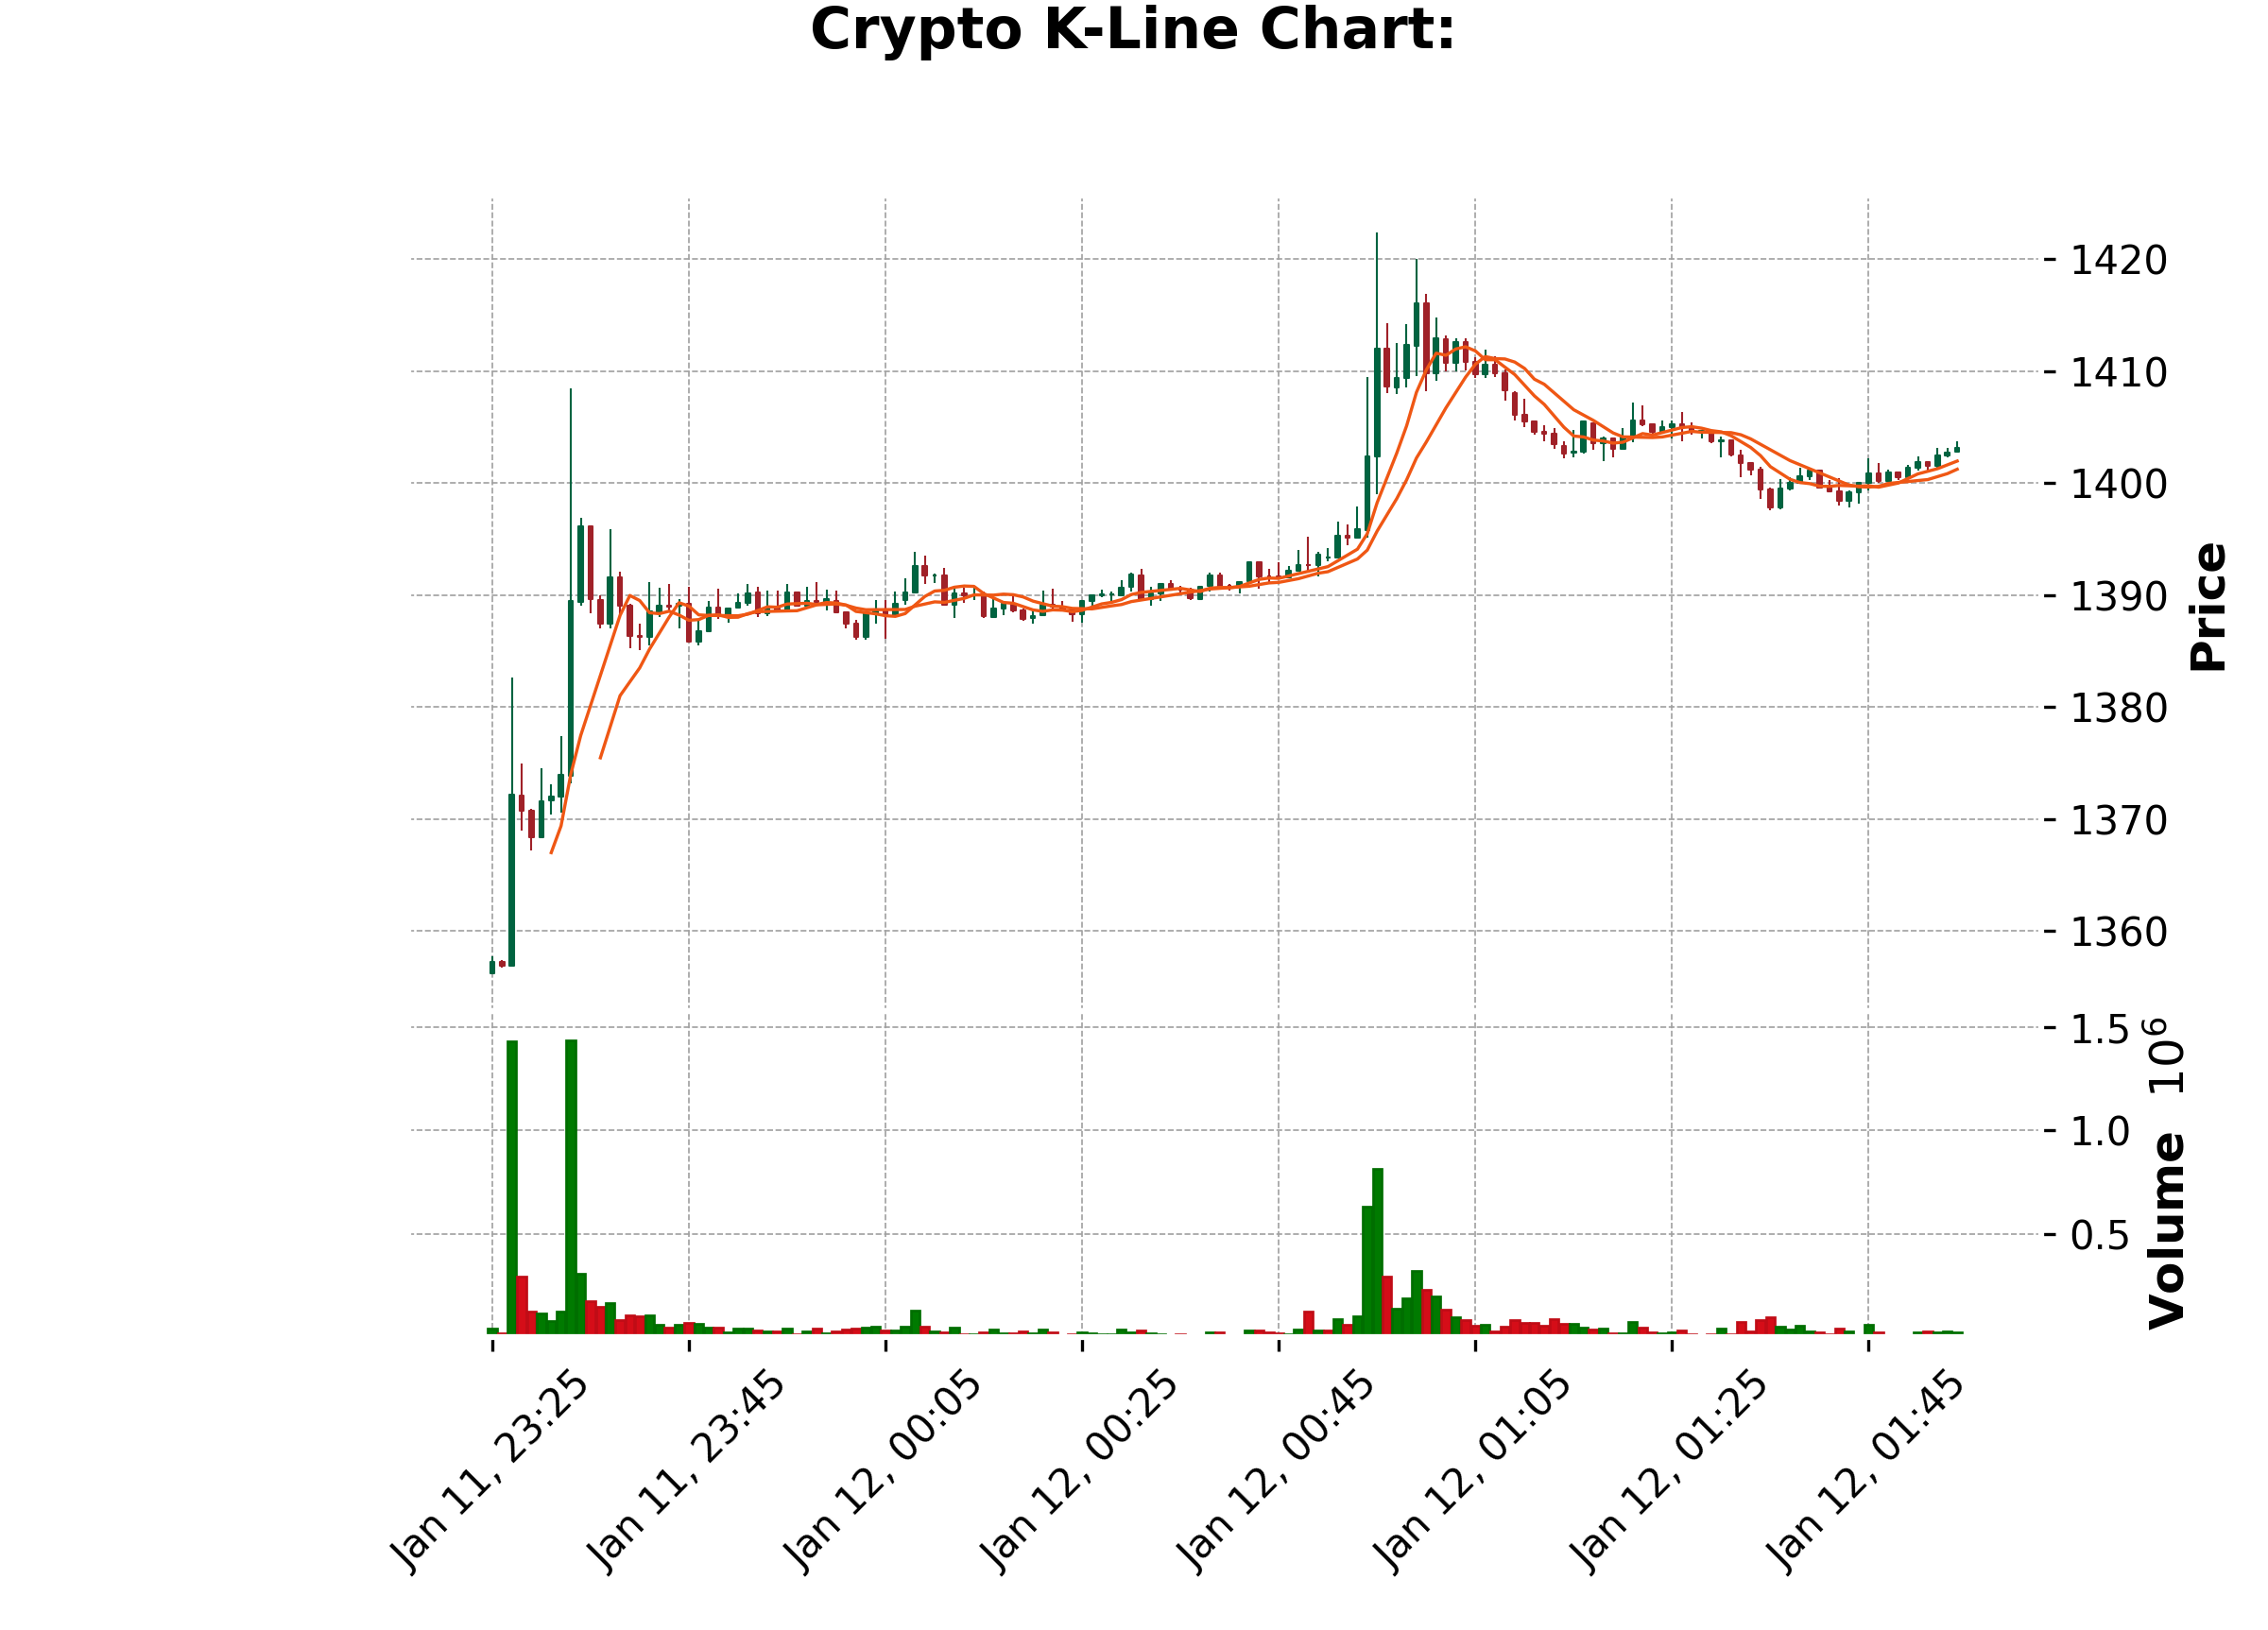 Crypto K-Line Chart:
1420
1410
1400
1390
1380
1370
1360
Price
1.5
1.0
0.5
Volume 10^6
Jan 11, 23:25
Jan 11, 23:45
Jan 12, 00:05
Jan 12, 00:25
Jan 12, 00:45
Jan 12, 01:05
Jan 12, 01:25
Jan 12, 01:45